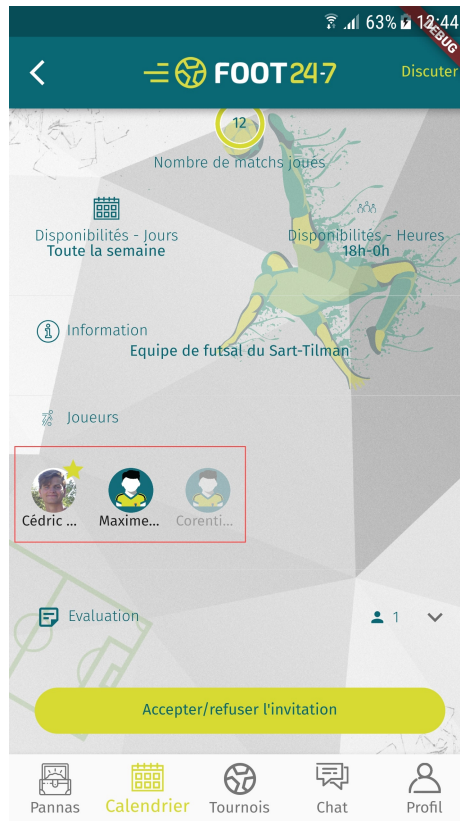 63% 12:44
DEBUG
FOOT 24-7
Discuter
12
Nombre de matchs joués
Disponibilités - Jours
Toute la semaine
Disponibilités - Heures
18h-0h
Information
Equipe de futsal du Sart-Tilman
Joueurs
Cédric ...
Maxime...
Corenti...
Evaluation
1
Accepter/refuser l'invitation
Pannas
Calendrier
Tournois
Chat
Profil